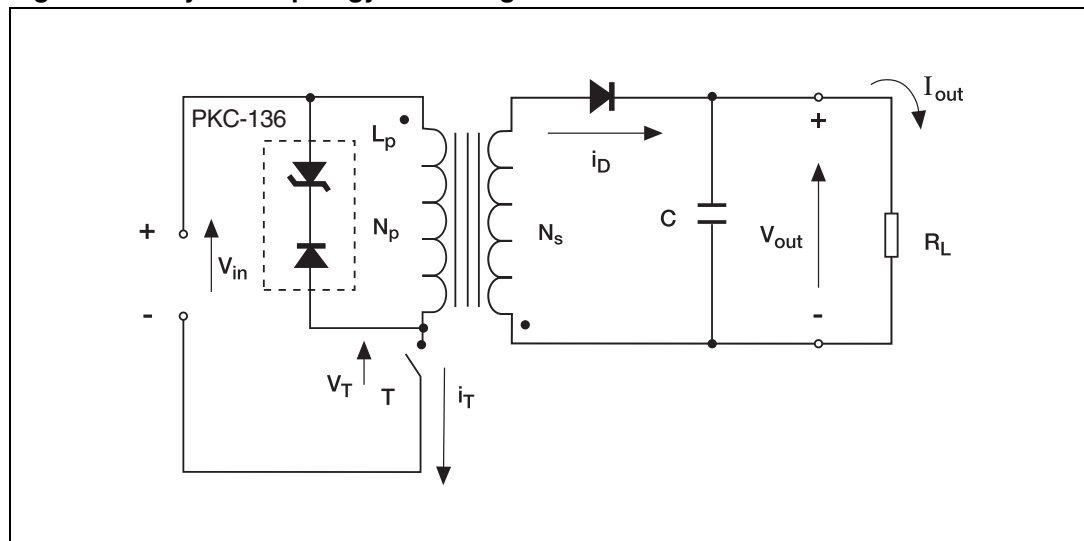 PKC-136
Lp
Np
Ns
iD
C
Iout
+
Vout
-
RL
+
Vin
-
VT
T
iT